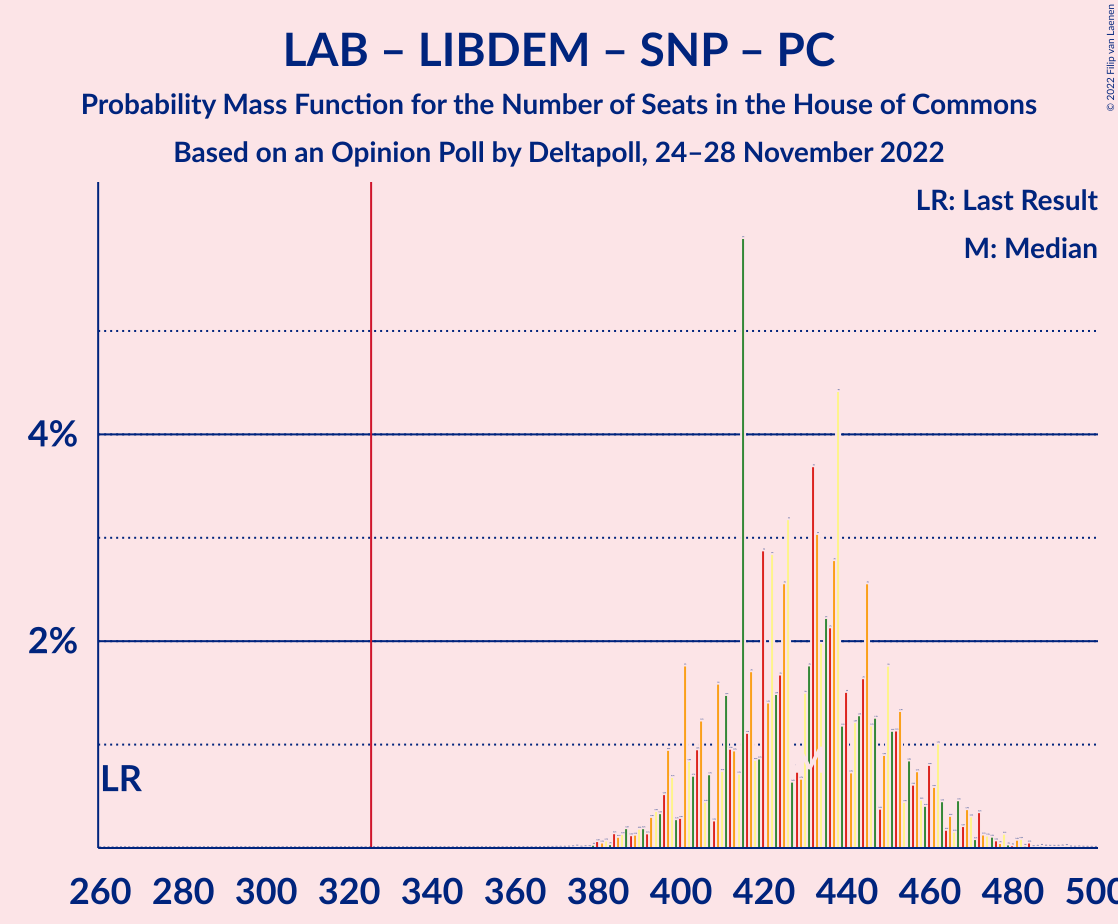 LAB – LIBDEM – SNP – PC
Probability Mass Function for the Number of Seats in the House of Commons
Based on an Opinion Poll by Deltapoll, 24–28 November 2022
© 2022 Filip van Laenen
LR: Last Result
M: Median
4%
2%
LR
260 280 300 320 340 360 380 400 420 440 460 480 500